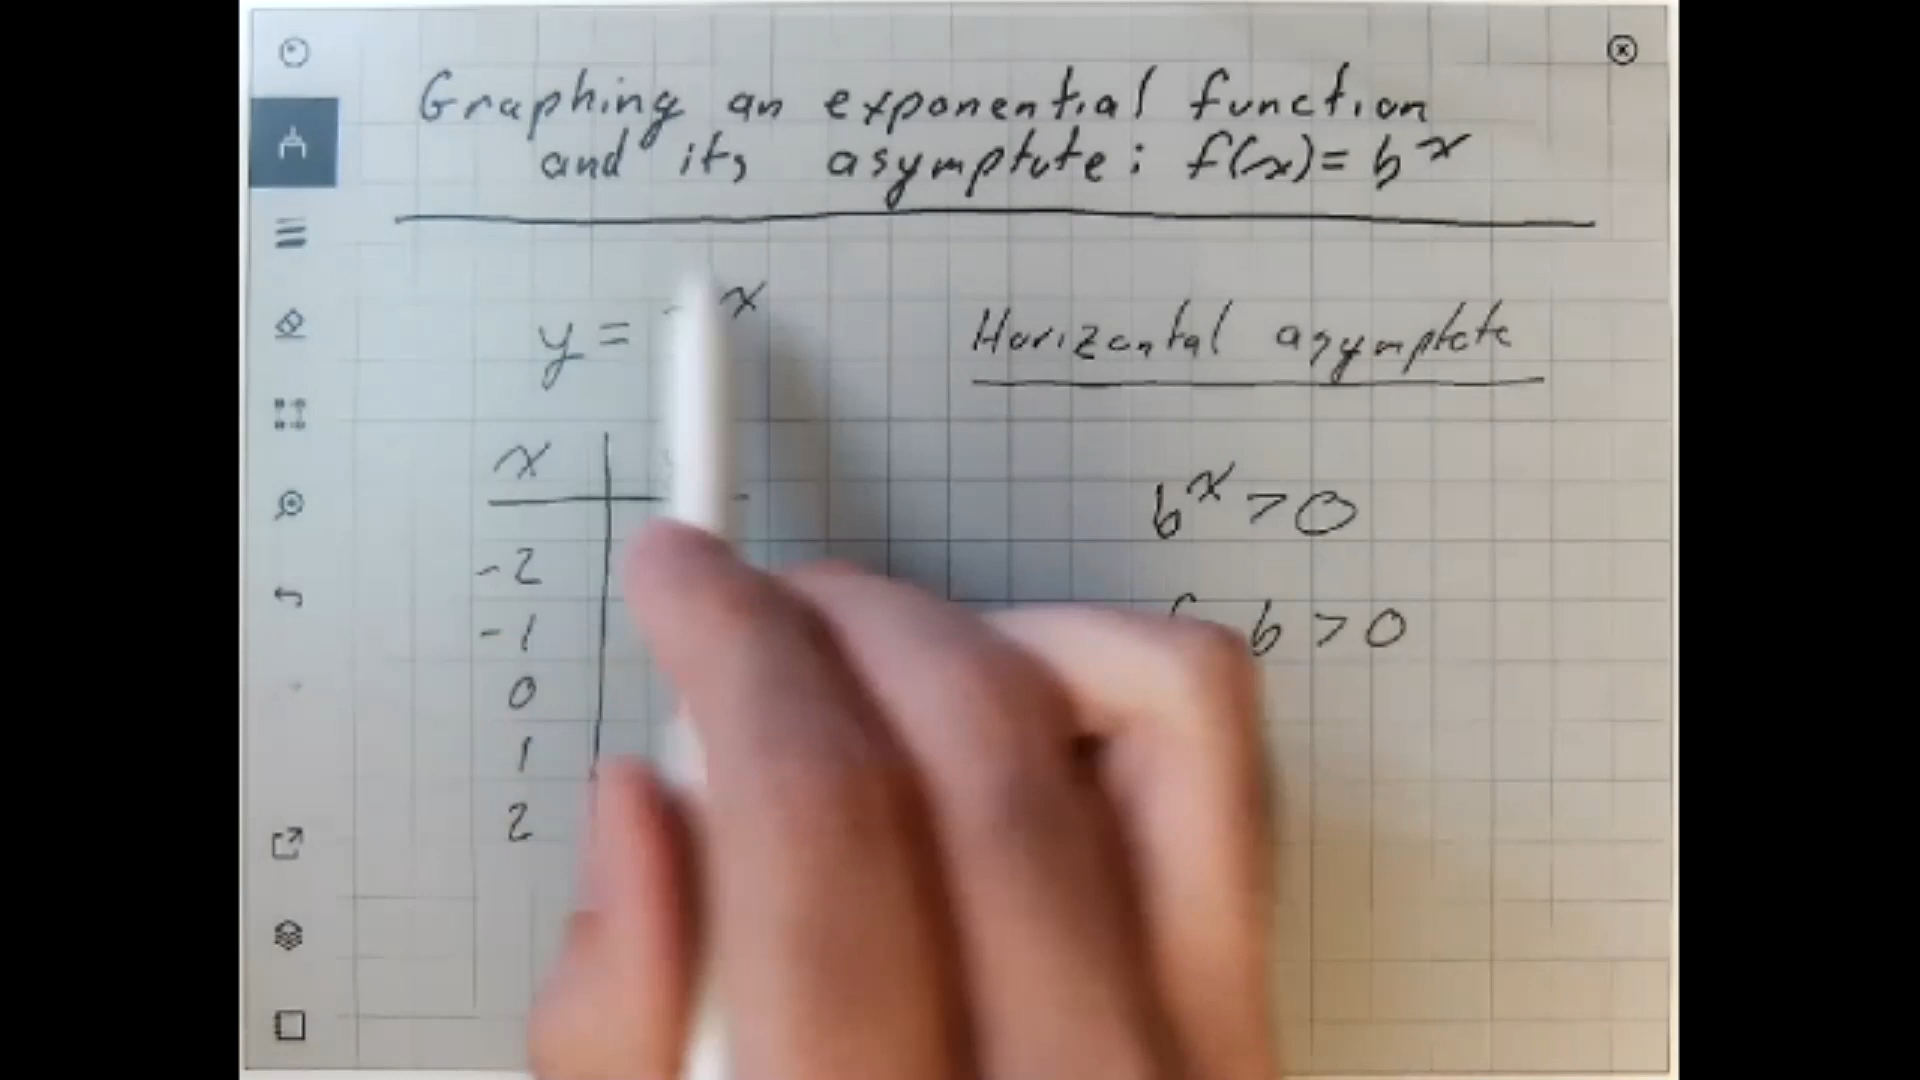 Graphing an exponential function
and its asymptote: f(x) = b^x
y = x
Horizontal asymptote
x
b^x > 0
-2
-1
b > 0
0
1
2